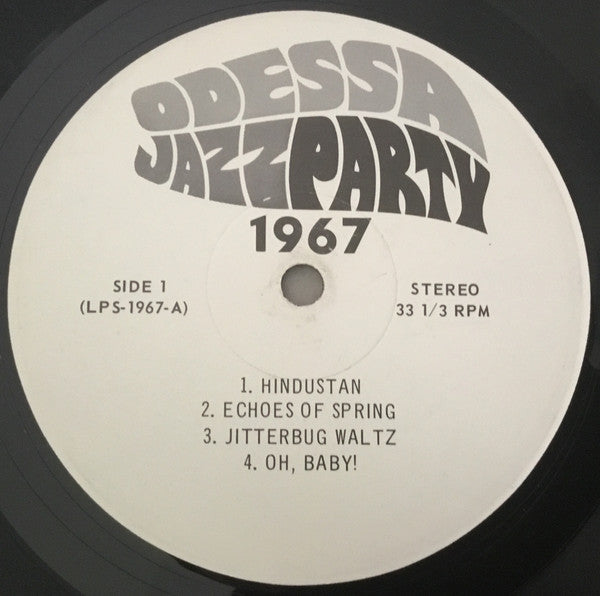 ODESSA
JAZZ PARTY
1967
SIDE 1
(LPS-1967-A)
STEREO
33 1/3 RPM
1. HINDUSTAN
2. ECHOES OF SPRING
3. JITTERBUG WALTZ
4. OH, BABY!